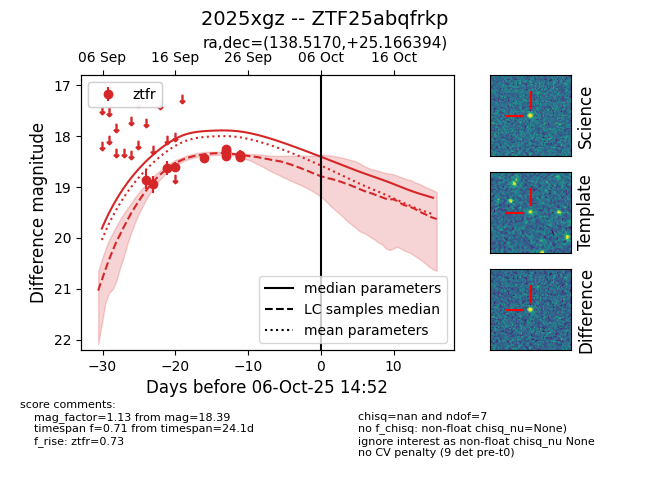 2025xgz -- ZTF25abqfrkp
ra,dec=(138.5170,+25.166394)
06 Sep 16 Sep 26 Sep 06 Oct 16 Oct
17
18
19
20
21
22
Difference magnitude
ztfr
median parameters
LC samples median
mean parameters
−30 −20 −10 0 10
Days before 06-Oct-25 14:52
Science
Template
Difference
score comments:
mag_factor=1.13 from mag=18.39
timespan f=0.71 from timespan=24.1d
f_rise: ztfr=0.73
chisq=nan and ndof=7
no f_chisq: non-float chisq_nu=None)
ignore interest as non-float chisq_nu None
no CV penalty (9 det pre-t0)